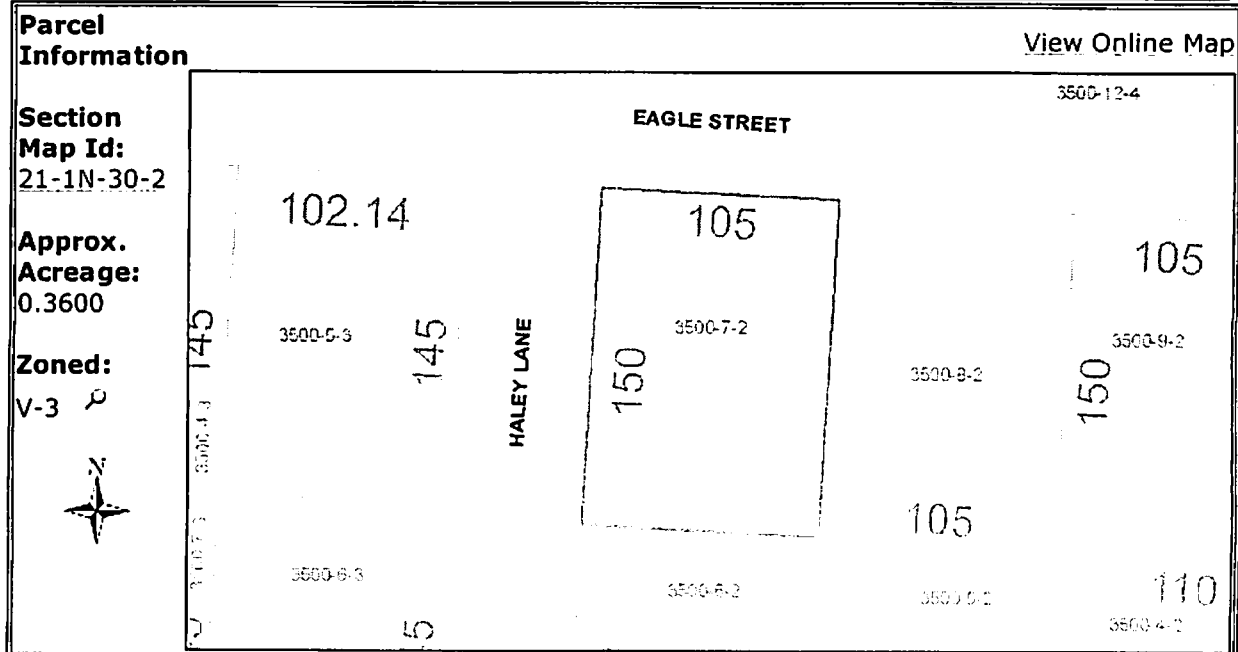 Parcel
Information
View Online Map
Section
Map Id:
21-1N-30-2
Approx.
Acreage:
0.3600
Zoned:
V-3
N
3500-12-4
EAGLE STREET
102.14
105
105
145
3500-5-3
145
HALEY LANE
150
3500-7-2
3500-8-2
150
3500-9-2
105
3500-6-3
3500-6-2
3500-5-2
110
3500-4-2
5